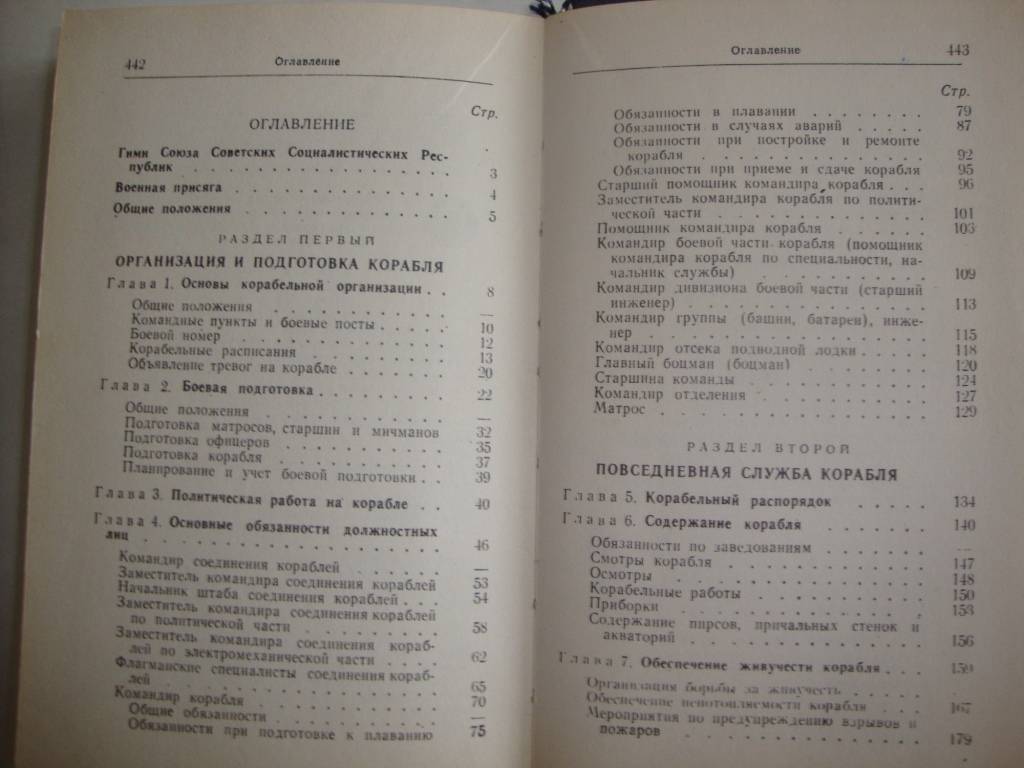 442 Оглавление
Стр.
ОГЛАВЛЕНИЕ
Гимн Союза Советских Социалистических Рес-
публик . . . . . . . . . . . . . . . . 3
Военная присяга . . . . . . . . . . . . 4
Общие положения . . . . . . . . . . . . 5
РАЗДЕЛ ПЕРВЫЙ
ОРГАНИЗАЦИЯ И ПОДГОТОВКА КОРАБЛЯ
Глава 1. Основы корабельной организации . . 8
Общие положения . . . . . . . . . . —
Командные пункты и боевые посты . . . . . 10
Боевой номер . . . . . . . . . . . . 12
Корабельные расписания . . . . . . . . 13
Объявление тревог на корабле . . . . . . 20
Глава 2. Боевая подготовка . . . . . . . . 22
Общие положения . . . . . . . . . . —
Подготовка матросов, старшин и мичманов 32
Подготовка офицеров . . . . . . . . . 35
Подготовка корабля . . . . . . . . . . 37
Планирование и учет боевой подготовки . . 39
Глава 3. Политическая работа на корабле . . 40
Глава 4. Основные обязанности должностных
лиц . . . . . . . . . . . . . . . . 46
Командир соединения кораблей . . . . . . —
Заместитель командира соединения кораблей 53
Начальник штаба соединения кораблей . . . 54
Заместитель командира соединения кораблей
по политической части . . . . . . . . 58
Заместитель командира соединения кораб-
лей по электромеханической части . . . . 62
Флагманские специалисты соединения кораб-
лей . . . . . . . . . . . . . . . . 65
Командир корабля . . . . . . . . . . . 70
Общие обязанности . . . . . . . . . —
Обязанности при подготовке к плаванию 75
Оглавление 443
Стр.
Обязанности в плавании . . . . . . . 79
Обязанности в случаях аварий . . . . . 87
Обязанности при постройке и ремонте
корабля . . . . . . . . . . . . . 92
Обязанности при приеме и сдаче корабля 95
Старший помощник командира корабля . . . 96
Заместитель командира корабля по полити-
ческой части . . . . . . . . . . . . 101
Помощник командира корабля . . . . . . 103
Командир боевой части корабля (помощник
командира корабля по специальности, на-
чальник службы) . . . . . . . . . . 109
Командир дивизиона боевой части (старший
инженер) . . . . . . . . . . . . . 113
Командир группы (башни, батареи), инже-
нер . . . . . . . . . . . . . . . 115
Командир отсека подводной лодки . . . . . 118
Главный боцман (боцман) . . . . . . . . 120
Старшина команды . . . . . . . . . . 124
Командир отделения . . . . . . . . . . 127
Матрос . . . . . . . . . . . . . . 129
РАЗДЕЛ ВТОРОЙ
ПОВСЕДНЕВНАЯ СЛУЖБА КОРАБЛЯ
Глава 5. Корабельный распорядок . . . . . 134
Глава 6. Содержание корабля . . . . . . . 140
Обязанности по заведованиям . . . . . . —
Смотры корабля . . . . . . . . . . . 147
Осмотры . . . . . . . . . . . . . . 148
Корабельные работы . . . . . . . . . . 150
Приборки . . . . . . . . . . . . . 153
Содержание пирсов, причальных стенок и
акваторий . . . . . . . . . . . . . 156
Глава 7. Обеспечение живучести корабля . . . 159
Организация борьбы за живучесть . . . . . —
Обеспечение непотопляемости корабля . . . 167
Мероприятия по предупреждению взрывов и
пожаров . . . . . . . . . . . . . 179